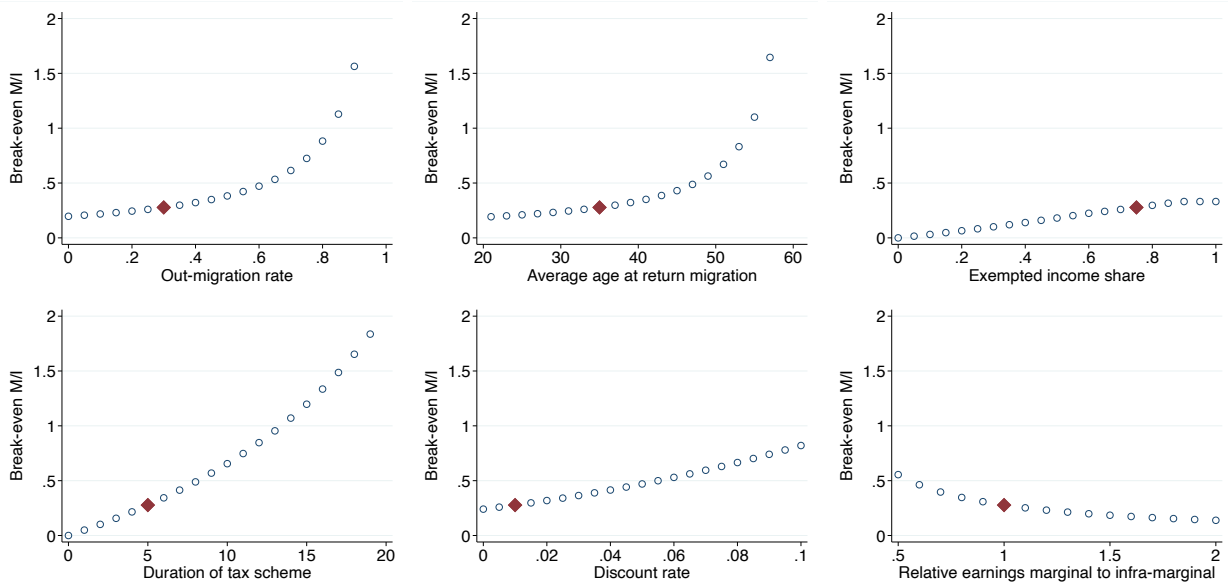 Break-even M/I
2
1.5
1
.5
0
0 .2 .4 .6 .8 1
Out-migration rate
Break-even M/I
2
1.5
1
.5
0
20 30 40 50 60
Average age at return migration
Break-even M/I
2
1.5
1
.5
0
0 .2 .4 .6 .8 1
Exempted income share
Break-even M/I
2
1.5
1
.5
0
0 5 10 15 20
Duration of tax scheme
Break-even M/I
2
1.5
1
.5
0
0 .02 .04 .06 .08 .1
Discount rate
Break-even M/I
2
1.5
1
.5
0
.5 1 1.5 2
Relative earnings marginal to infra-marginal